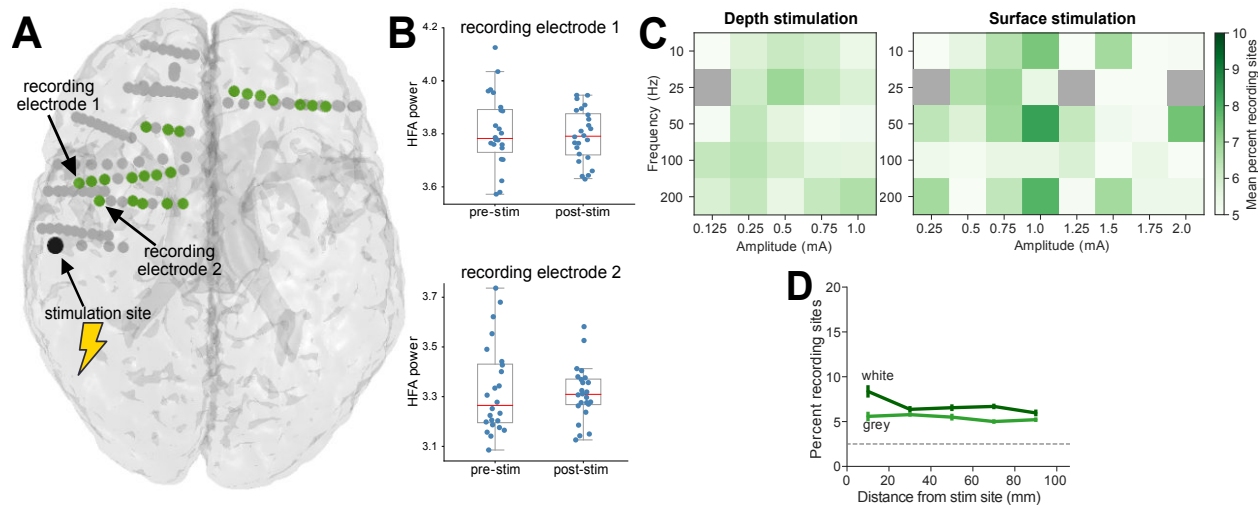 A
recording
electrode 1
recording
electrode 2
stimulation site
B
recording electrode 1
4.2
4.0
3.8
3.6
HFA power
pre-stim
post-stim
recording electrode 2
3.7
3.5
3.3
3.1
HFA power
pre-stim
post-stim
C
Depth stimulation
Frequency (Hz)
10
25
50
100
200
0.125
0.25
0.5
0.75
1.0
Amplitude (mA)
Surface stimulation
10
25
50
100
200
0.25
0.5
0.75
1.0
1.25
1.5
1.75
2.0
Amplitude (mA)
10
9
8
7
6
5
Mean percent recording sites
D
Percent recording sites
20
15
10
5
0
white
grey
0
20
40
60
80
100
Distance from stim site (mm)